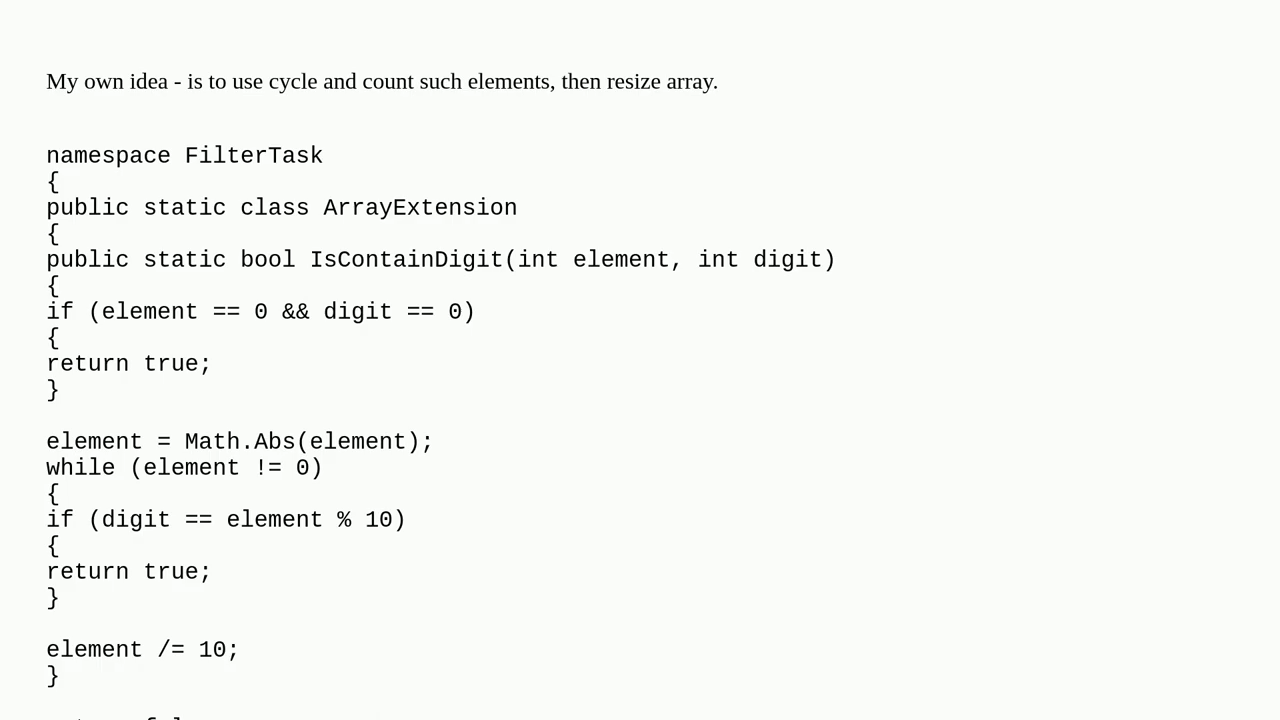 My own idea - is to use cycle and count such elements, then resize array.
namespace FilterTask
{
public static class ArrayExtension
{
public static bool IsContainDigit(int element, int digit)
{
if (element == 0 && digit == 0)
{
return true;
}
element = Math.Abs(element);
while (element != 0)
{
if (digit == element % 10)
{
return true;
}
element /= 10;
}